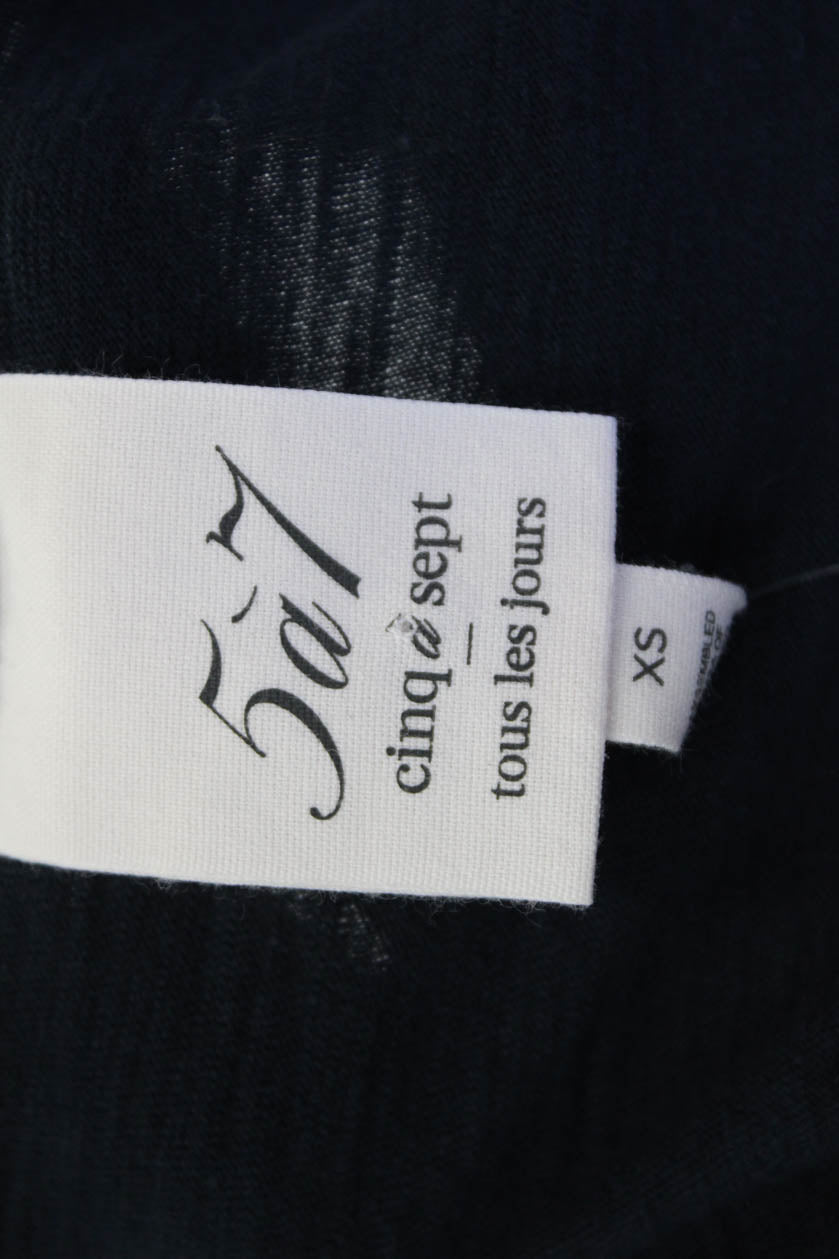 5à7
cinq à sept
tous les jours
XS